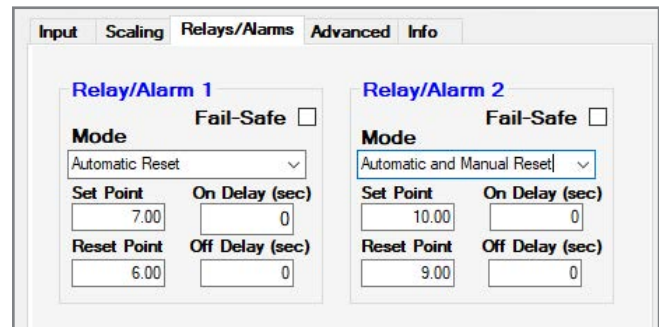 Input Scaling Relays/Alarms Advanced Info
Relay/Alarm 1
Fail-Safe
Mode
Automatic Reset
Set Point On Delay (sec)
7.00 0
Reset Point Off Delay (sec)
6.00 0
Relay/Alarm 2
Fail-Safe
Mode
Automatic and Manual Reset
Set Point On Delay (sec)
10.00 0
Reset Point Off Delay (sec)
9.00 0